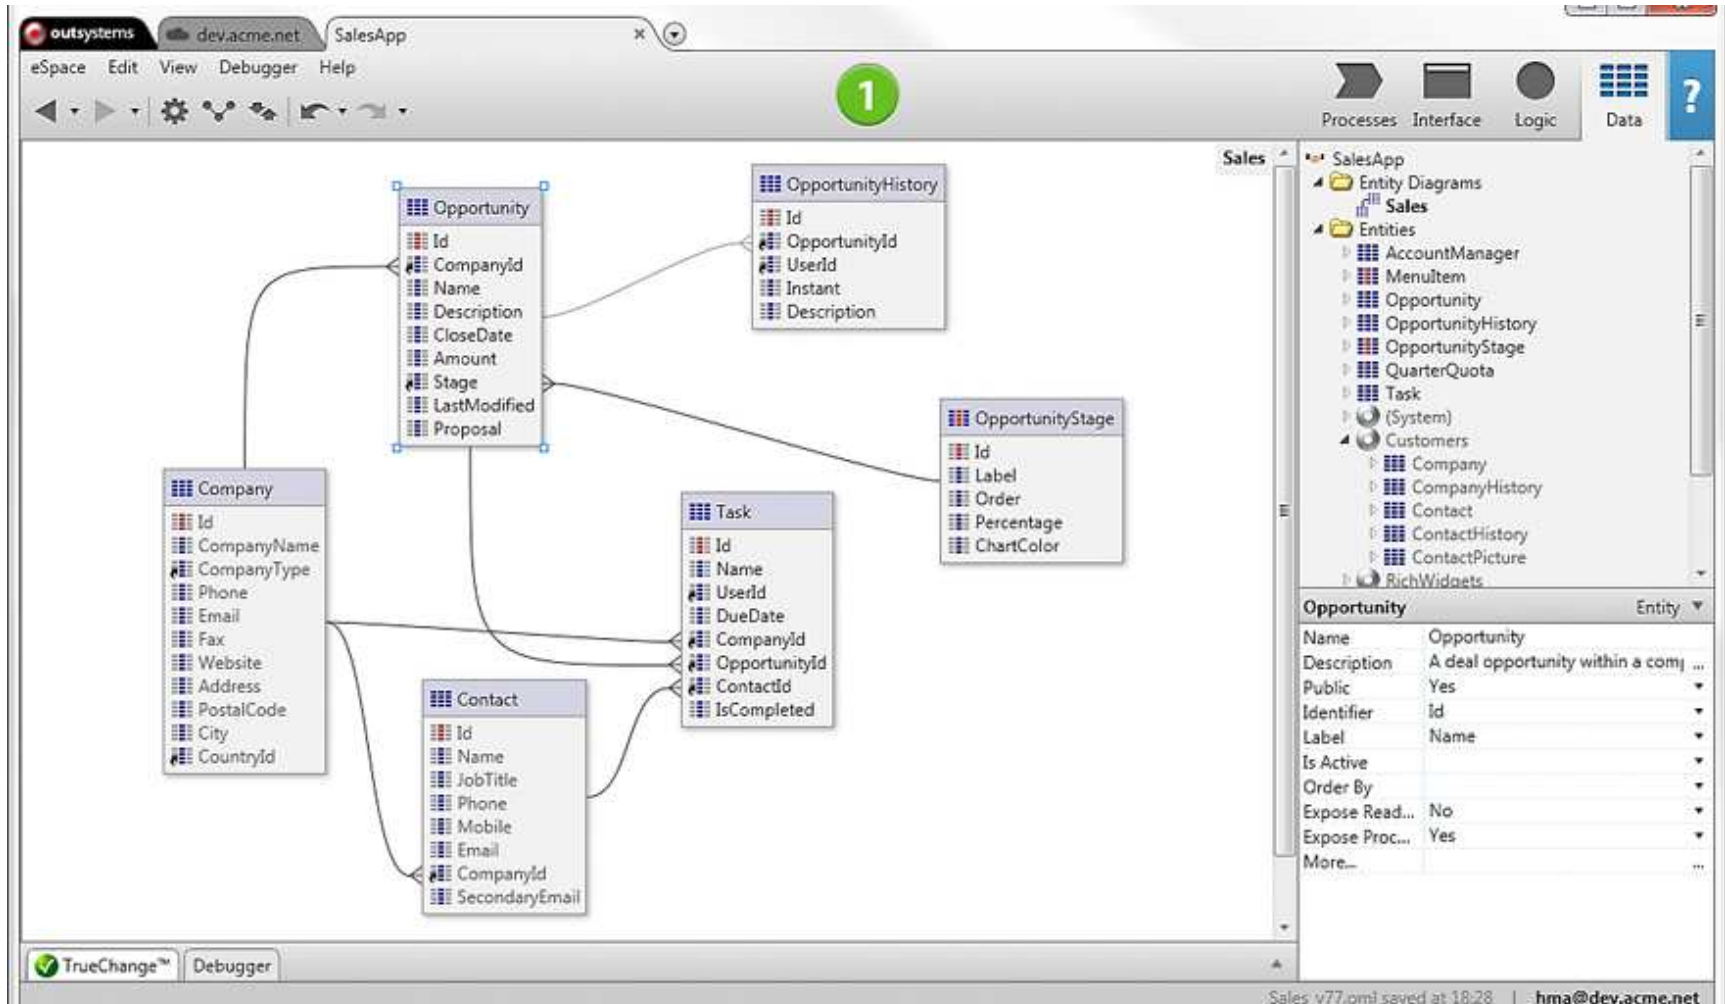 outsystems
dev.acme.net
SalesApp
eSpace Edit View Debugger Help
1
Processes Interface Logic Data
?
Sales
Opportunity
Id
CompanyId
Name
Description
CloseDate
Amount
Stage
LastModified
Proposal
OpportunityHistory
Id
OpportunityId
UserId
Instant
Description
OpportunityStage
Id
Label
Order
Percentage
ChartColor
Company
Id
CompanyName
CompanyType
Phone
Email
Fax
Website
Address
PostalCode
City
CountryId
Task
Id
Name
UserId
DueDate
CompanyId
OpportunityId
ContactId
IsCompleted
Contact
Id
Name
JobTitle
Phone
Mobile
Email
CompanyId
SecondaryEmail
SalesApp
Entity Diagrams
Sales
Entities
AccountManager
MenuItem
Opportunity
OpportunityHistory
OpportunityStage
QuarterQuota
Task
(System)
Customers
Company
CompanyHistory
Contact
ContactHistory
ContactPicture
RichWidgets
Opportunity Entity
Name Opportunity
Description A deal opportunity within a comp ...
Public Yes
Identifier Id
Label Name
Is Active
Order By
Expose Read... No
Expose Proc... Yes
More... ...
TrueChange™ Debugger
Sales v77.oml saved at 18:28 | hma@dev.acme.net